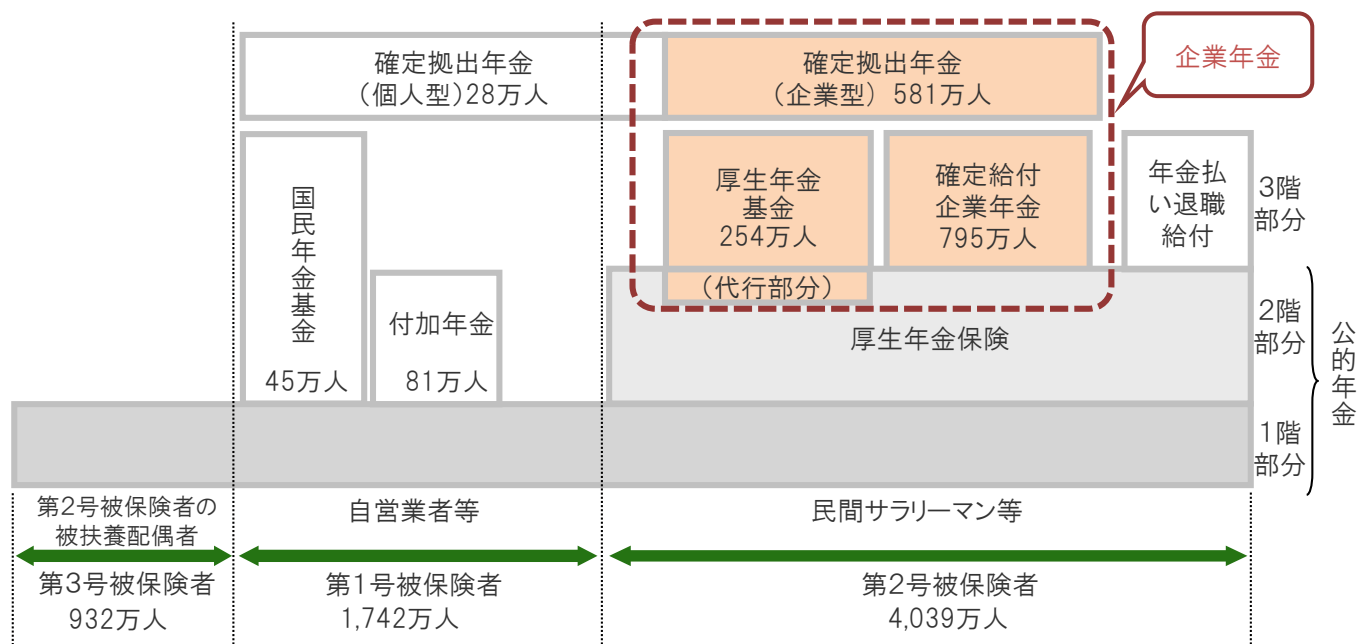 確定拠出年金
（個人型）28万人
確定拠出年金
（企業型） 581万人
企業年金
国民年金基金
45万人
付加年金
81万人
厚生年金
基金
254万人
（代行部分）
確定給付
企業年金
795万人
年金払
い退職
給付
3階
部分
厚生年金保険
2階
部分
1階
部分
公的年金
第2号被保険者の
被扶養配偶者
自営業者等
民間サラリーマン等
第3号被保険者
932万人
第1号被保険者
1,742万人
第2号被保険者
4,039万人